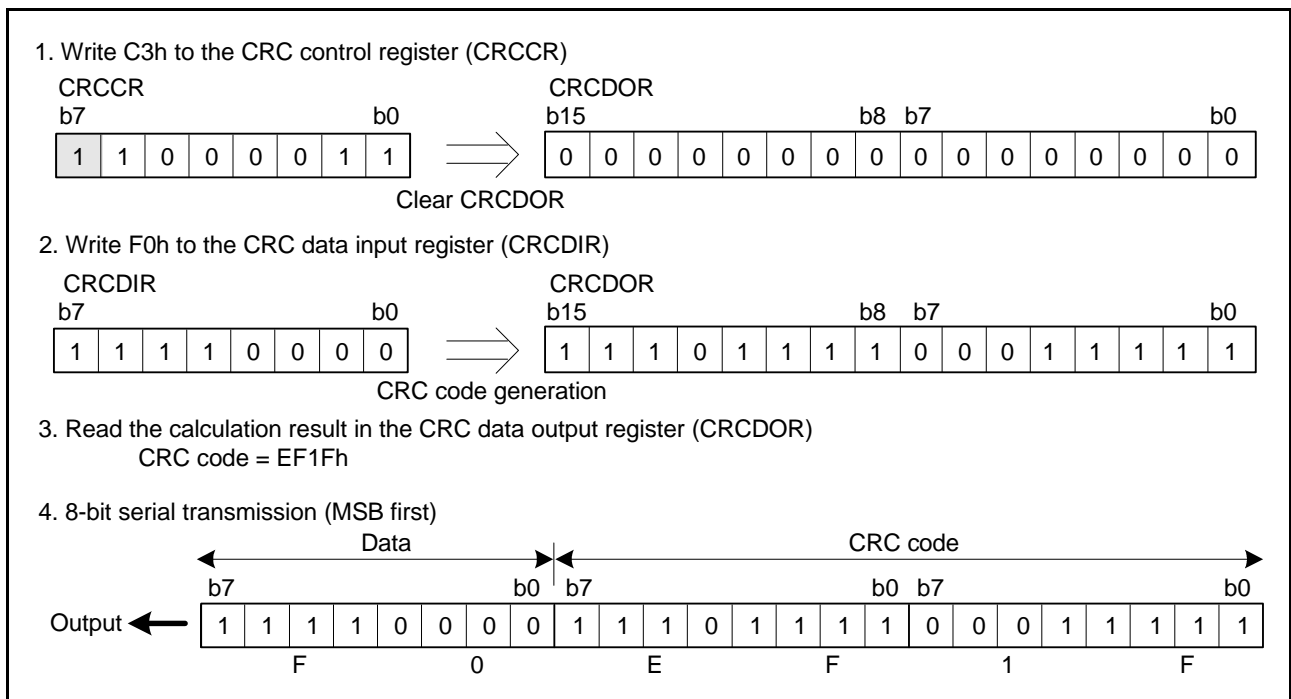 1. Write C3h to the CRC control register (CRCCR)
CRCCR CRCDOR
b7 b0 b15 b8 b7 b0
1 1 0 0 0 0 1 1 0 0 0 0 0 0 0 0 0 0 0 0 0 0 0 0
Clear CRCDOR
2. Write F0h to the CRC data input register (CRCDIR)
CRCDIR CRCDOR
b7 b0 b15 b8 b7 b0
1 1 1 1 0 0 0 0 1 1 1 0 1 1 1 1 0 0 0 1 1 1 1 1
CRC code generation
3. Read the calculation result in the CRC data output register (CRCDOR)
CRC code = EF1Fh
4. 8-bit serial transmission (MSB first)
Data CRC code
b7 b0 b7 b0 b7 b0
Output 1 1 1 1 0 0 0 0 1 1 1 0 1 1 1 1 0 0 0 1 1 1 1 1
F 0 E F 1 F